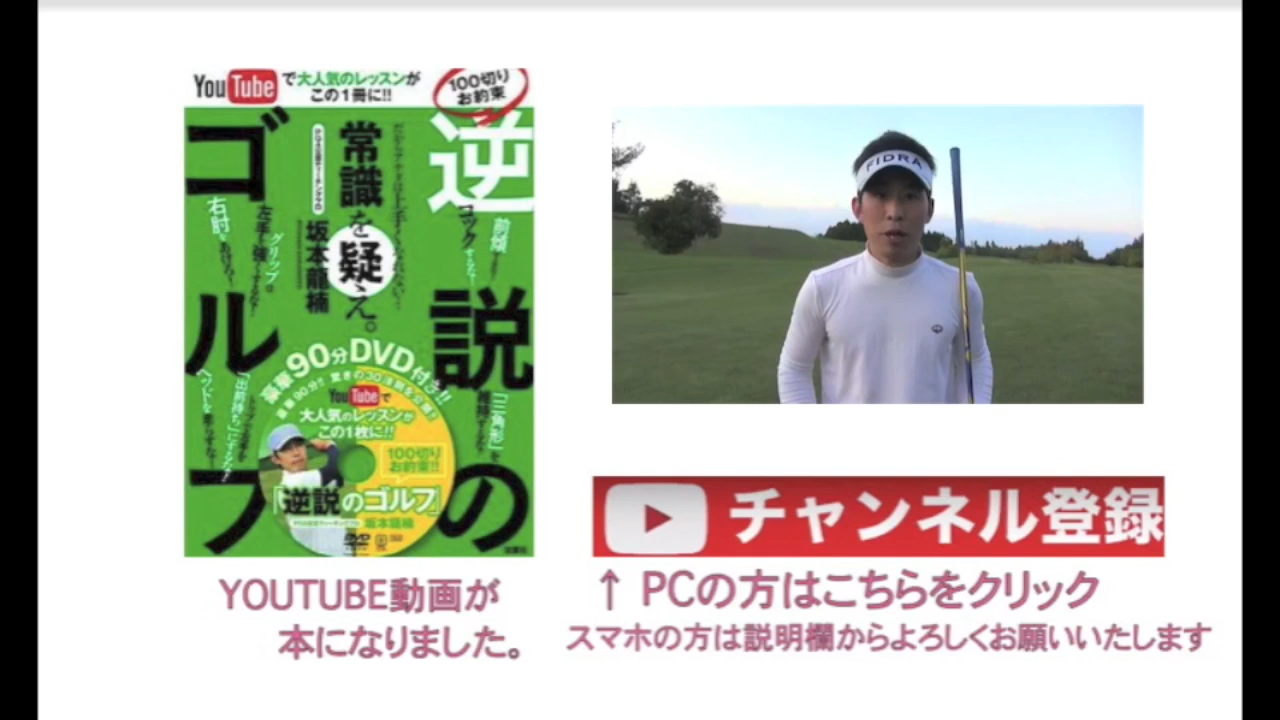 YouTubeで大人気のレッスンが
この1冊に!!
100切り
お約束
逆説の
ゴルフ
常識を疑え。
坂本龍楠
豪華90分DVD付き!!
YouTubeで
大人気のレッスンが
この1枚に!!
100切り
お約束!!
「逆説のゴルフ」
坂本龍楠
DVD
FIDRA
チャンネル登録
YOUTUBE動画が
本になりました。
↑ PCの方はこちらをクリック
スマホの方は説明欄からよろしくお願いいたします